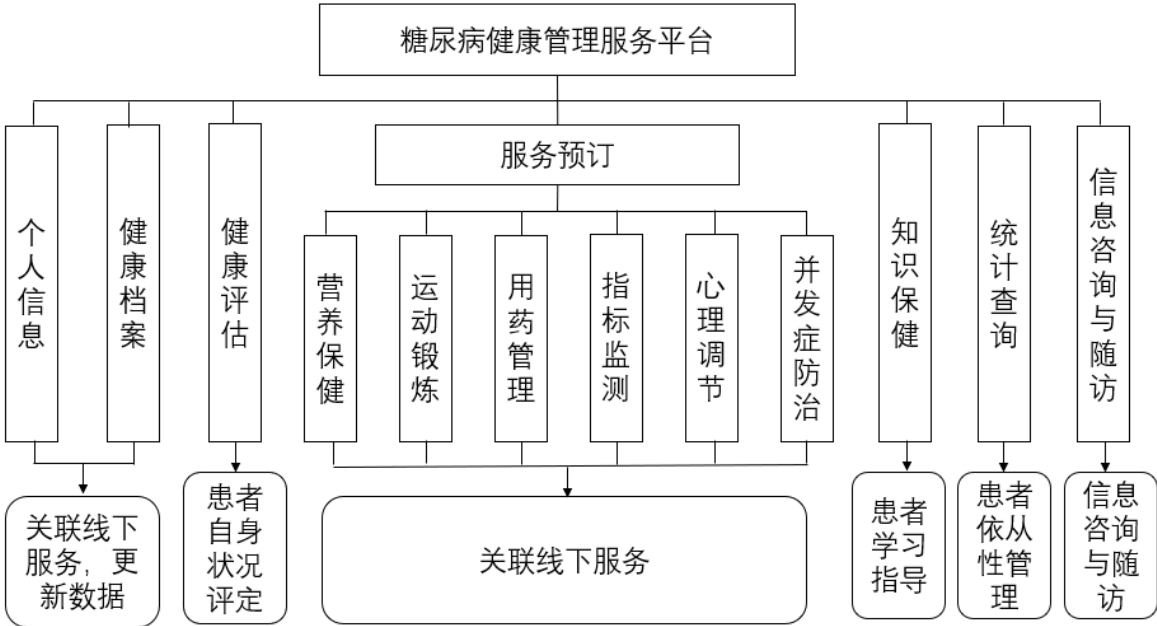 糖尿病健康管理服务平台
个人信息
健康档案
健康评估
服务预订
知识保健
统计查询
信息咨询与随访
营养保健
运动锻炼
用药管理
指标监测
心理调节
并发症防治
关联线下
服务，更
新数据
患者
自身
状况
评定
关联线下服务
患者
学习
指导
患者
依从
性管
理
信息
咨询
与随
访